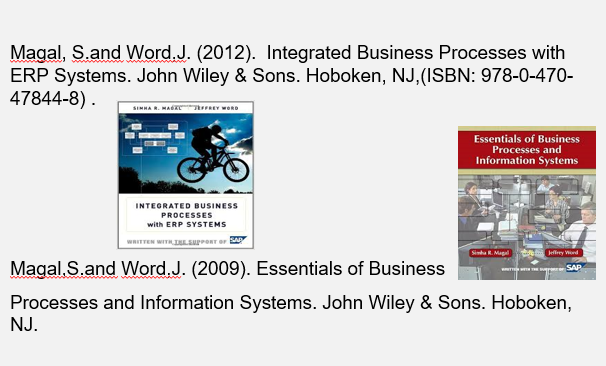 Magal, S.and Word,J. (2012).  Integrated Business Processes with
ERP Systems. John Wiley & Sons. Hoboken, NJ,(ISBN: 978-0-470-
47844-8) .
SIMHA R. MAGAL JEFFREY WORD
INTEGRATED BUSINESS
PROCESSES
with ERP SYSTEMS
WRITTEN WITH THE SUPPORT OF SAP
Essentials of Business
Processes and
Information Systems
Simha R. Magal Jeffrey Word
WRITTEN WITH THE SUPPORT OF SAP
Magal,S.and Word,J. (2009). Essentials of Business
Processes and Information Systems. John Wiley & Sons. Hoboken,
NJ.